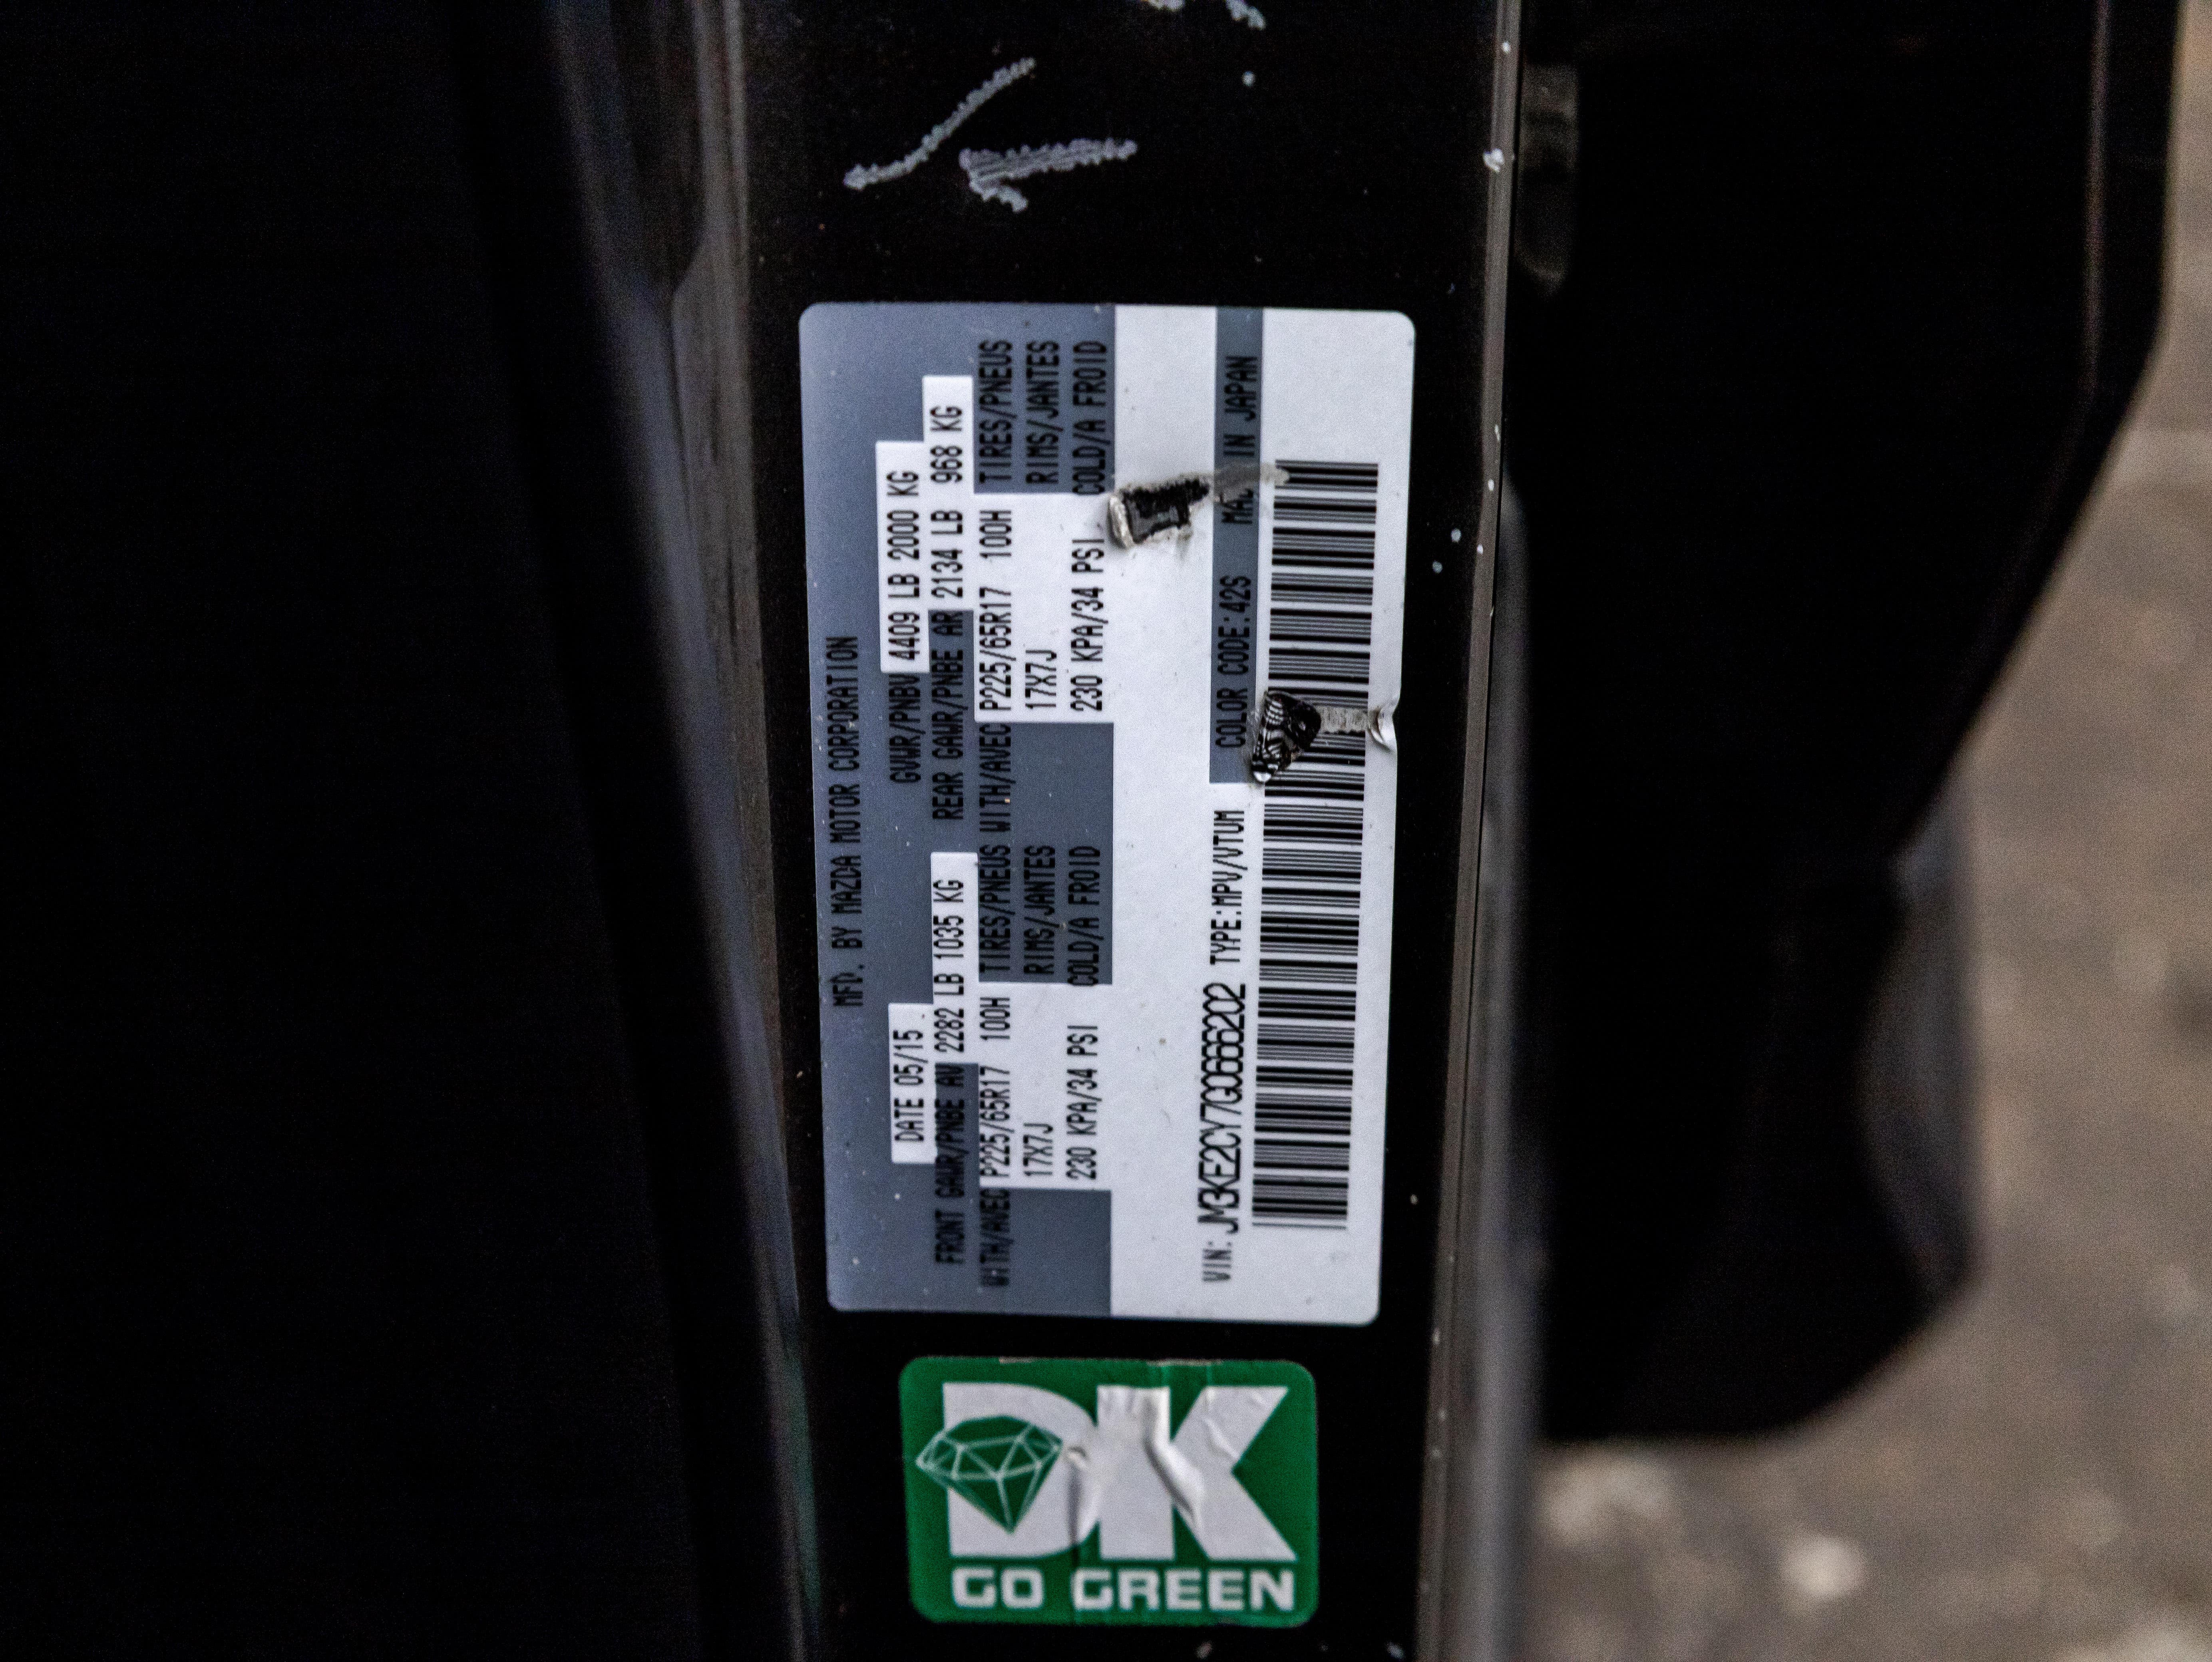 MFD. BY MAZDA MOTOR CORPORATION
DATE 05/15 . GVWR/PNBV 4409 LB 2000 KG
FRONT GAWR/PNBE AV 2282 LB 1035 KG REAR GAWR/PNBE AR 2134 LB 968 KG
WITH/AVEC P225/65R17 100H TIRES/PNEUS WITH/AVEC P225/65R17 100H TIRES/PNEUS
17X7J RIMS/JANTES 17X7J RIMS/JANTES
230 KPA/34 PSI COLD/A FROID 230 KPA/34 PSI COLD/A FROID
VIN: JM3KE2CY7G0666202 TYPE:MPV/VTUM COLOR CODE:42S MADE IN JAPAN
DK
GO GREEN